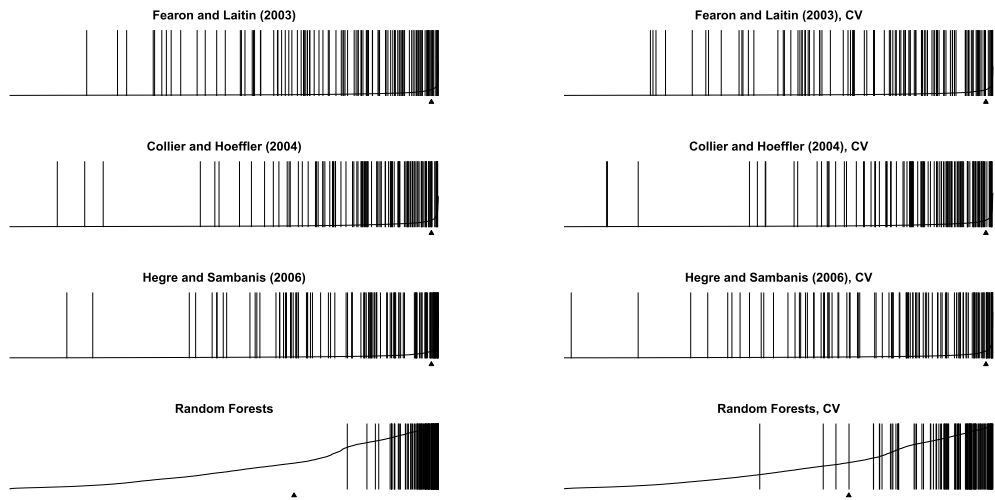 Fearon and Laitin (2003)
Fearon and Laitin (2003), CV
Collier and Hoeffler (2004)
Collier and Hoeffler (2004), CV
Hegre and Sambanis (2006)
Hegre and Sambanis (2006), CV
Random Forests
Random Forests, CV